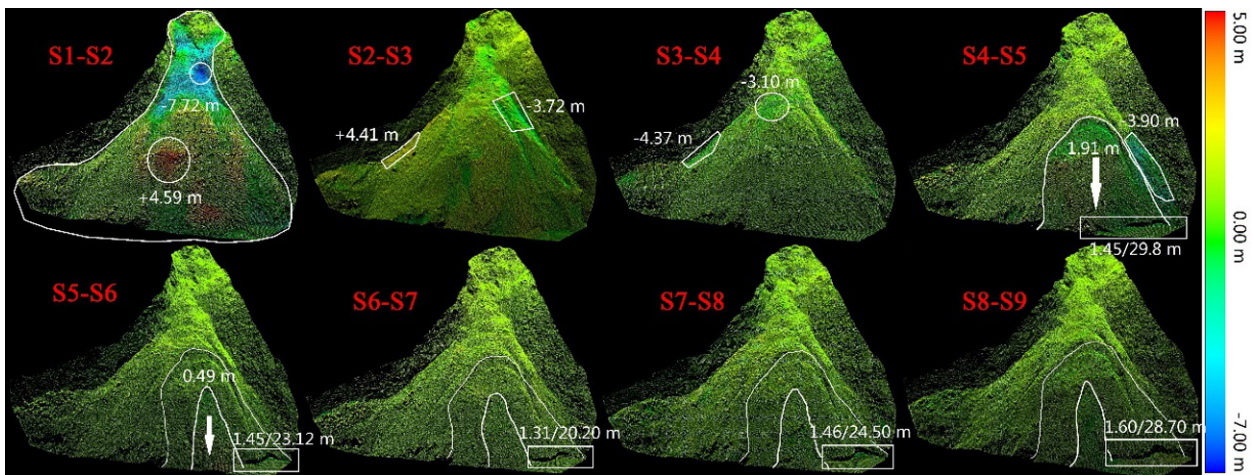 S1-S2
-7.72 m
+4.59 m
S2-S3
-3.72 m
+4.41 m
S3-S4
-3.10 m
-4.37 m
S4-S5
-3.90 m
1.91 m
1.45/29.8 m
S5-S6
0.49 m
1.45/23.12 m
S6-S7
1.31/20.20 m
S7-S8
1.46/24.50 m
S8-S9
1.60/28.70 m
5.00 m
0.00 m
-7.00 m